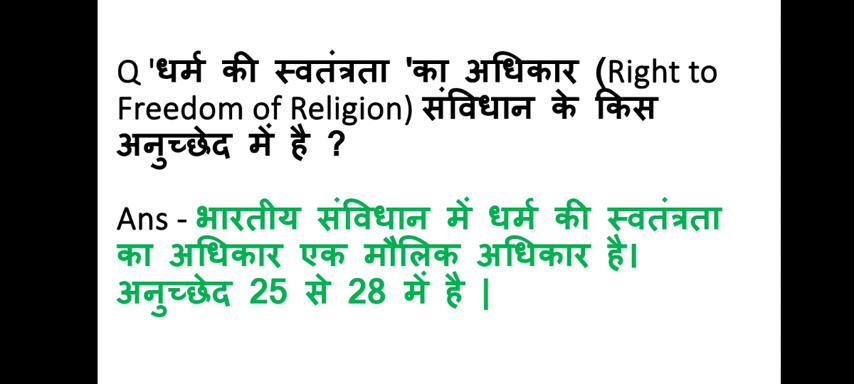 Q 'धर्म की स्वतंत्रता 'का अधिकार (Right to
Freedom of Religion) संविधान के किस
अनुच्छेद में है ?
Ans - भारतीय संविधान में धर्म की स्वतंत्रता
का अधिकार एक मौलिक अधिकार है।
अनुच्छेद 25 से 28 में है |